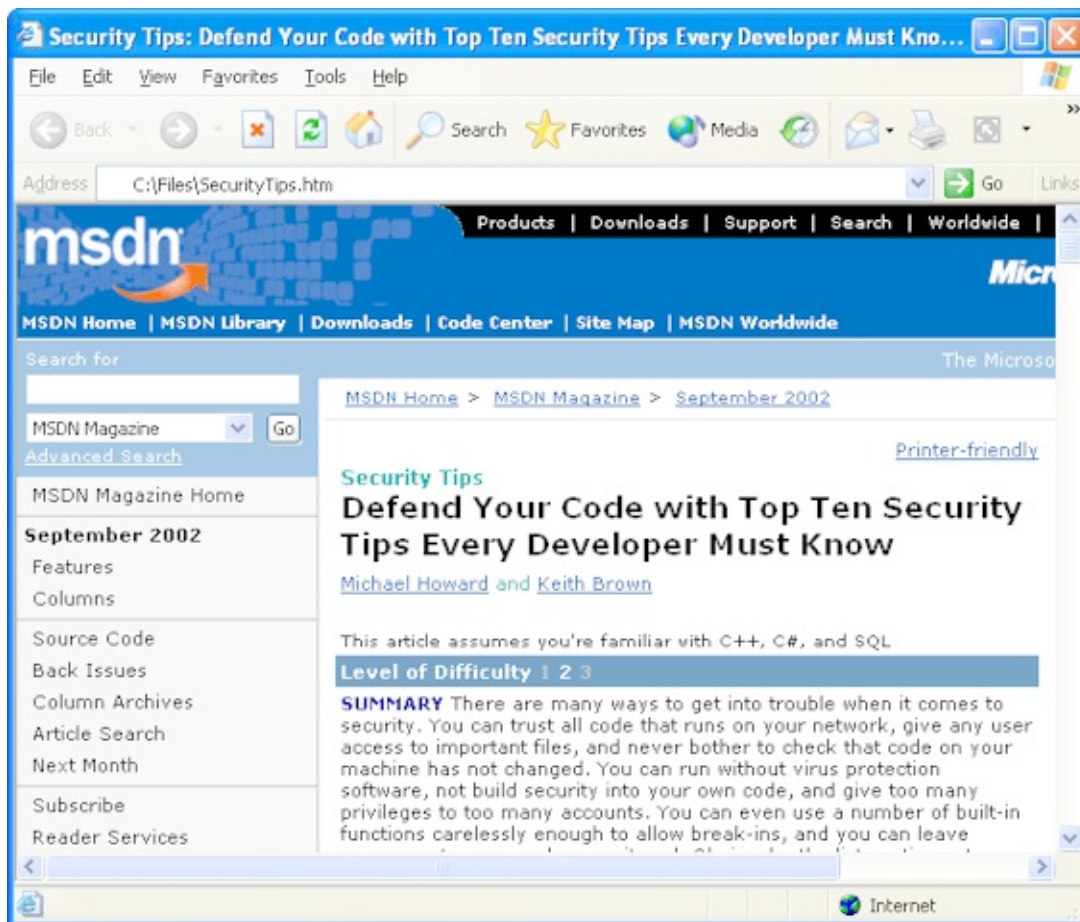 Security Tips: Defend Your Code with Top Ten Security Tips Every Developer Must Kno...
File Edit View Favorites Tools Help
Back Search Favorites Media
Address C:\Files\SecurityTips.htm Go Links
Products | Downloads | Support | Search | Worldwide |
msdn
Micr
MSDN Home | MSDN Library | Downloads | Code Center | Site Map | MSDN Worldwide
Search for
The Microso
MSDN Magazine Go
Advanced Search
MSDN Magazine Home
September 2002
Features
Columns
Source Code
Back Issues
Column Archives
Article Search
Next Month
Subscribe
Reader Services
MSDN Home > MSDN Magazine > September 2002
Printer-friendly
Security Tips
Defend Your Code with Top Ten Security
Tips Every Developer Must Know
Michael Howard and Keith Brown
This article assumes you're familiar with C++, C#, and SQL
Level of Difficulty 1 2 3
SUMMARY There are many ways to get into trouble when it comes to
security. You can trust all code that runs on your network, give any user
access to important files, and never bother to check that code on your
machine has not changed. You can run without virus protection
software, not build security into your own code, and give too many
privileges to too many accounts. You can even use a number of built-in
functions carelessly enough to allow break-ins, and you can leave
Internet